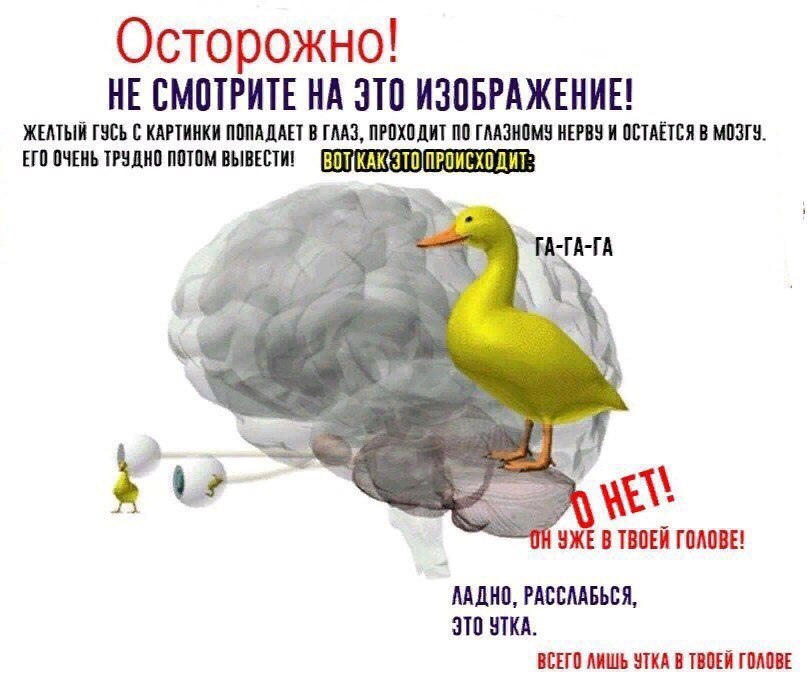 Осторожно!
НЕ СМОТРИТЕ НА ЭТО ИЗОБРАЖЕНИЕ!
ЖЕЛТЫЙ ГУСЬ С КАРТИНКИ ПОПАДАЕТ В ГЛАЗ, ПРОХОДИТ ПО ГЛАЗНОМУ НЕРВУ И ОСТАЁТСЯ В МОЗГУ.
ЕГО ОЧЕНЬ ТРУДНО ПОТОМ ВЫВЕСТИ! ВОТ КАК ЭТО ПРОИСХОДИТ:
ГА-ГА-ГА
О НЕТ!
ОН УЖЕ В ТВОЕЙ ГОЛОВЕ!
ЛАДНО, РАССЛАБЬСЯ,
ЭТО УТКА.
ВСЕГО ЛИШЬ УТКА В ТВОЕЙ ГОЛОВЕ